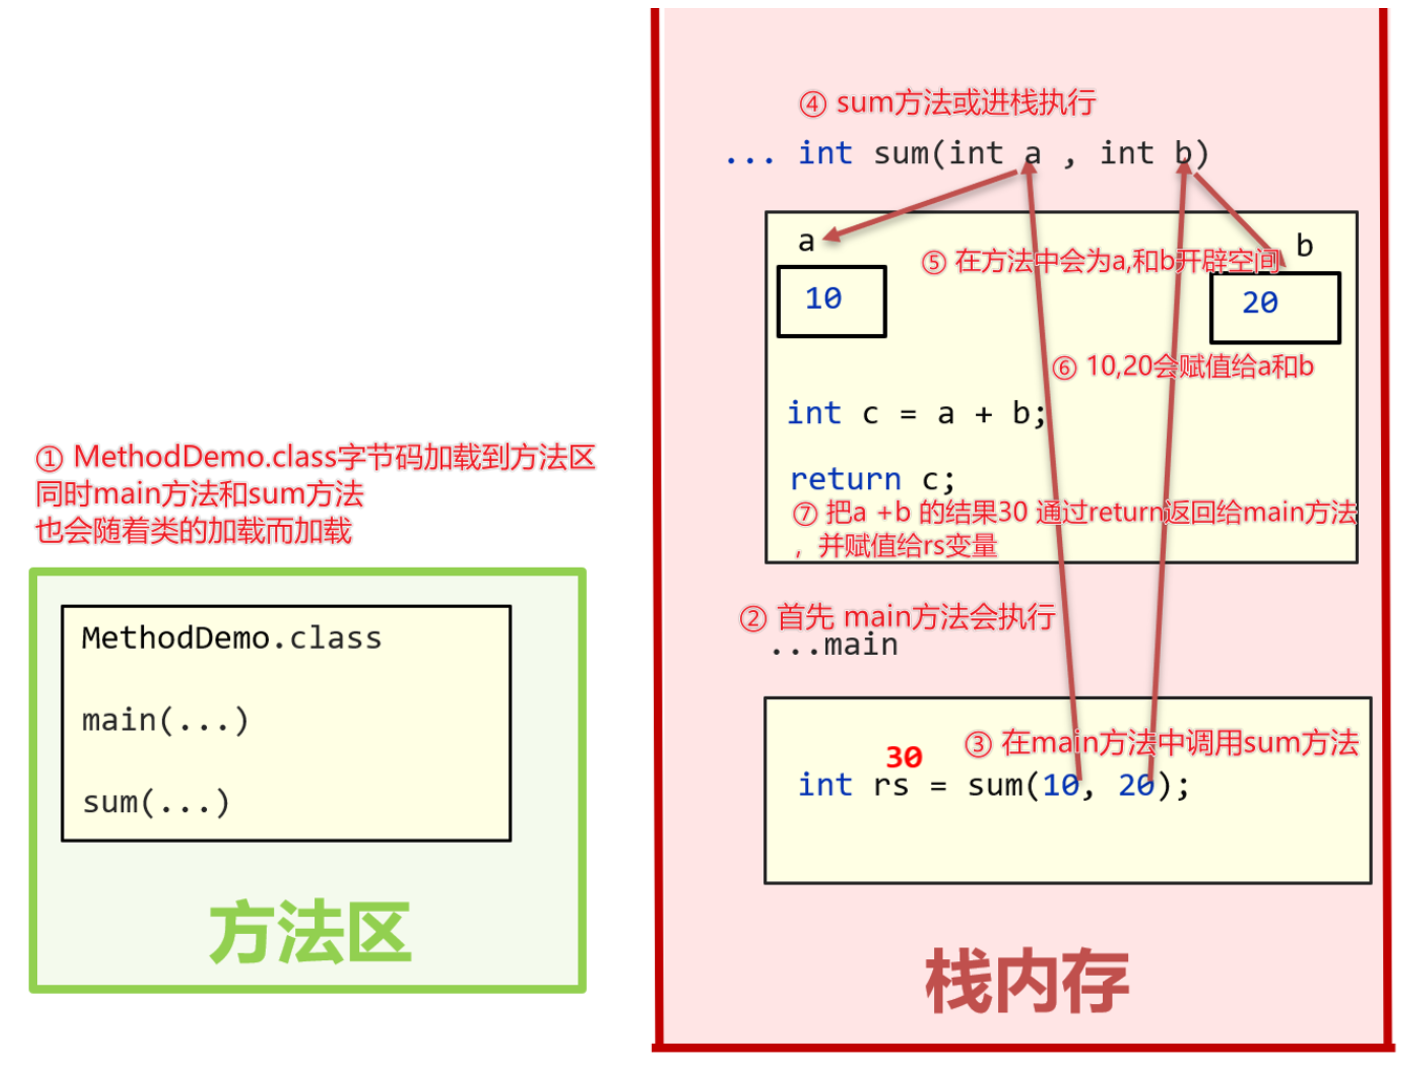 ① MethodDemo.class字节码加载到方法区
同时main方法和sum方法
也会随着类的加载而加载
MethodDemo.class
main(...)
sum(...)
方法区
④ sum方法或进栈执行
... int sum(int a , int b)
a
b
⑤ 在方法中会为a,和b开辟空间
10
20
⑥ 10,20会赋值给a和b
int c = a + b;
return c;
⑦ 把a +b 的结果30 通过return返回给main方法
，并赋值给rs变量
② 首先 main方法会执行
...main
③ 在main方法中调用sum方法
30
int rs = sum(10, 20);
栈内存